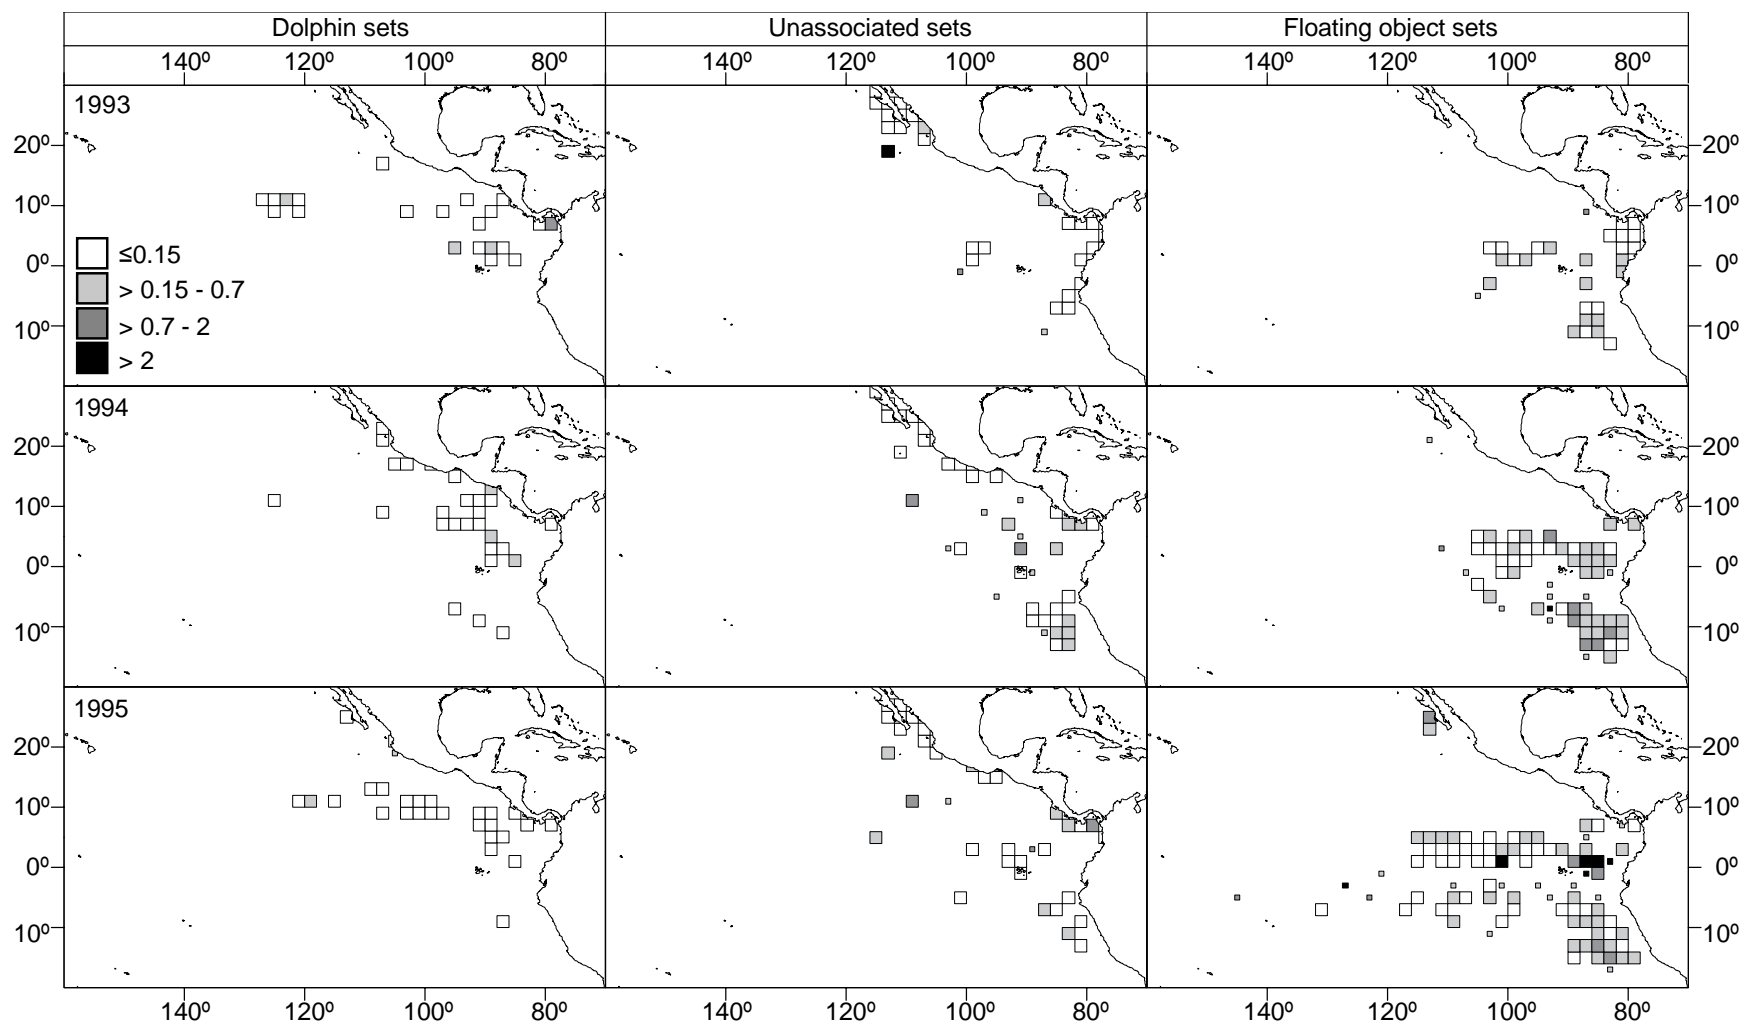 Dolphin sets Unassociated sets Floating object sets
140º 120º 100º 80º 120º 100º 80º 140º 120º 100º 80º
1993
20º 20º
10º 10º
0º 0º
10º 10º
≤0.15
> 0.15 - 0.7
> 0.7 - 2
> 2
1994
20º 20º
10º 10º
0º 0º
10º 10º
1995
20º 20º
10º 10º
0º 0º
10º 10º
140º 120º 100º 80º 120º 100º 80º 140º 120º 100º 80º